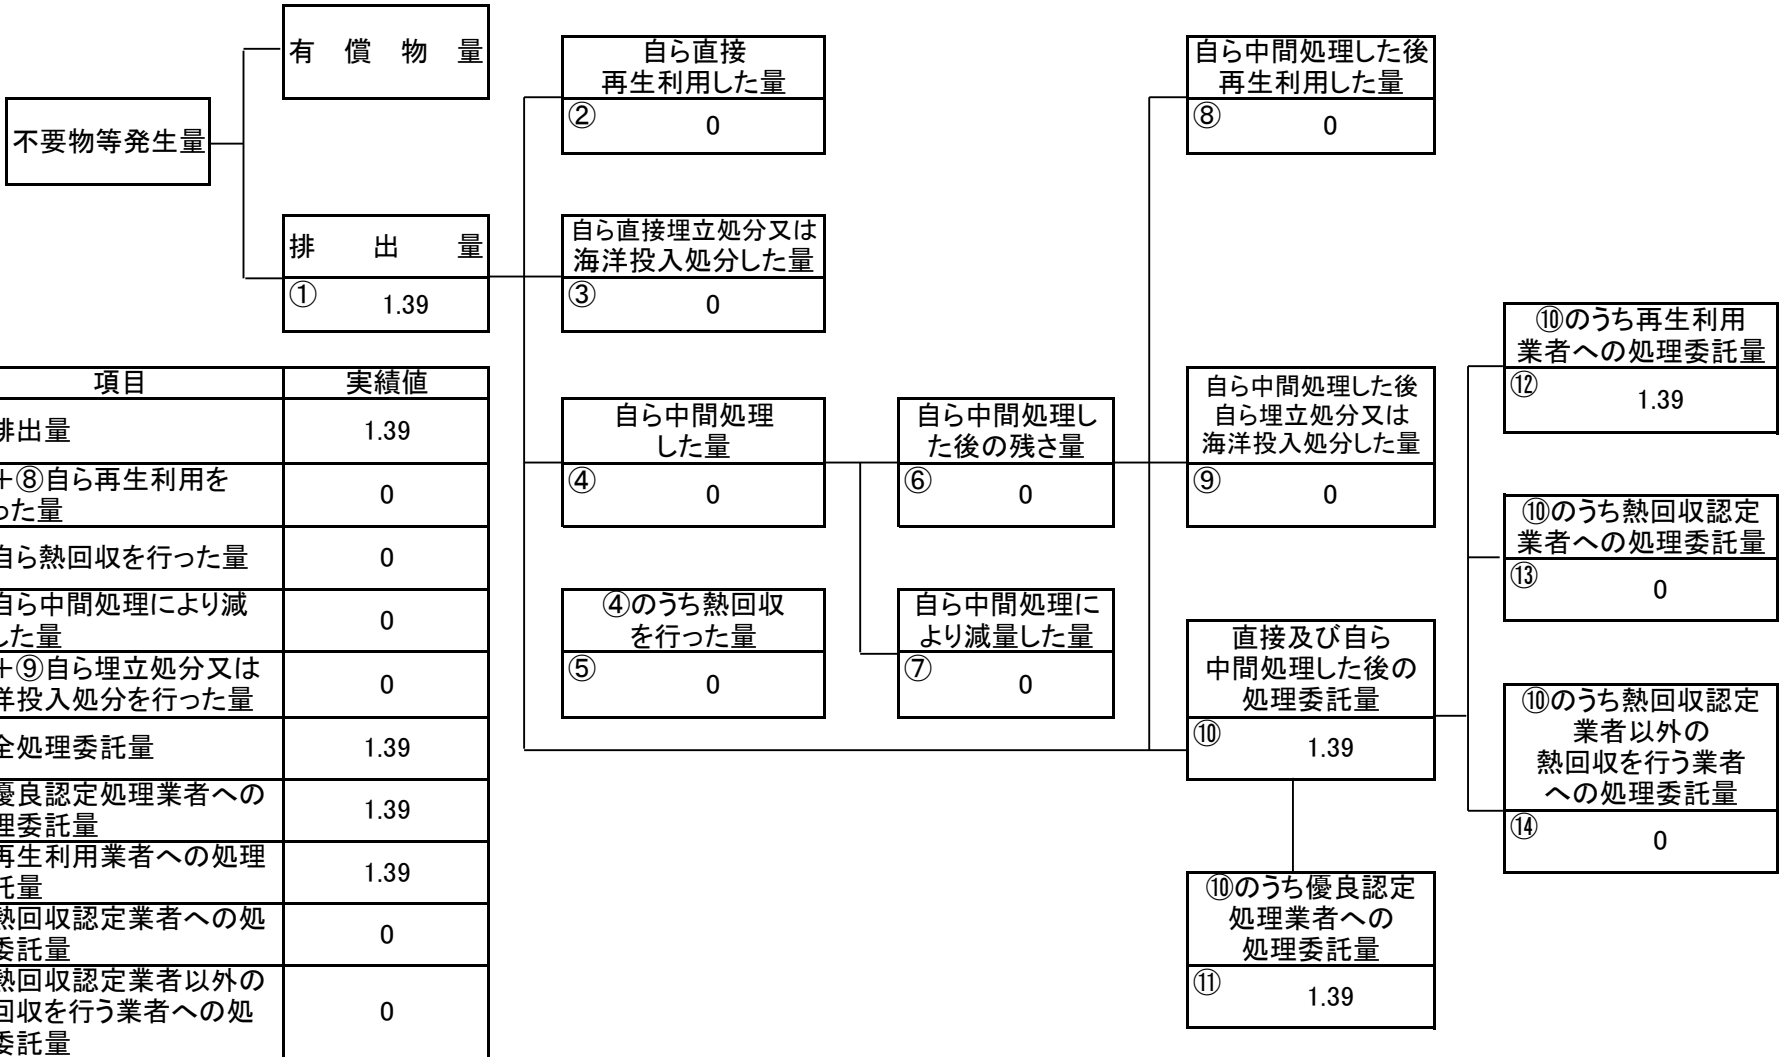 有償物量
不要物等発生量
排出量
① 1.39
自ら直接
再生利用した量
② 0
自ら直接埋立処分又は
海洋投入処分した量
③ 0
自ら中間処理
した量
④ 0
④のうち熱回収
を行った量
⑤ 0
自ら中間処理し
た後の残さ量
⑥ 0
自ら中間処理に
より減量した量
⑦ 0
自ら中間処理した後
再生利用した量
⑧ 0
自ら中間処理した後
自ら埋立処分又は
海洋投入処分した量
⑨ 0
直接及び自ら
中間処理した後の
処理委託量
⑩ 1.39
⑩のうち優良認定
処理業者への
処理委託量
⑪ 1.39
⑩のうち再生利用
業者への処理委託量
⑫ 1.39
⑩のうち熱回収認定
業者への処理委託量
⑬ 0
⑩のうち熱回収認定
業者以外の
熱回収を行う業者
への処理委託量
⑭ 0
項目 実績値
排出量 1.39
+⑧自ら再生利用を
った量 0
自ら熱回収を行った量 0
自ら中間処理により減
した量 0
+⑨自ら埋立処分又は
洋投入処分を行った量 0
全処理委託量 1.39
優良認定処理業者への
理委託量 1.39
再生利用業者への処理
託量 1.39
熱回収認定業者への処
委託量 0
熱回収認定業者以外の
回収を行う業者への処
委託量 0